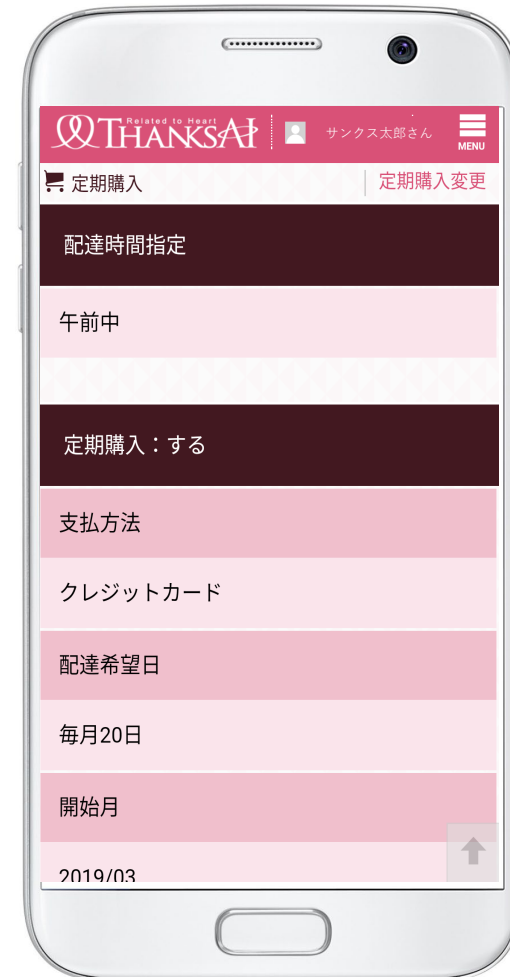 Related to Heart
THANKSAI
サンクス太郎さん
MENU
定期購入
定期購入変更
配達時間指定
午前中
定期購入：する
支払方法
クレジットカード
配達希望日
毎月20日
開始月
2019/03